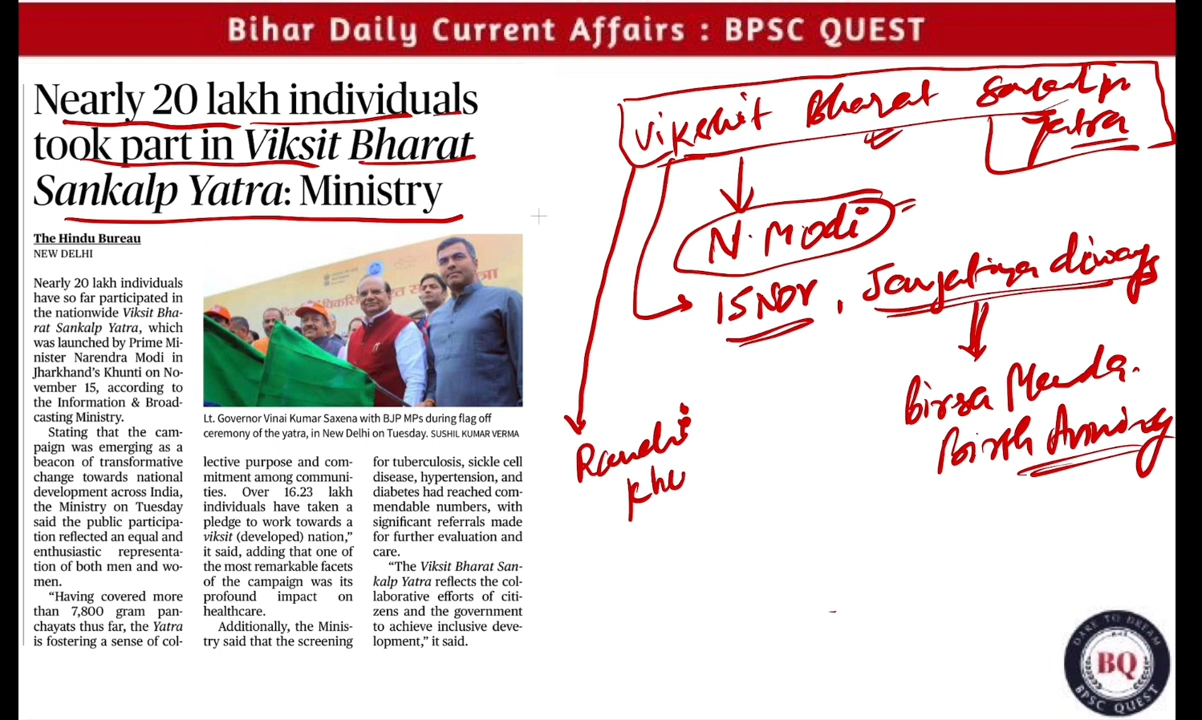 Bihar Daily Current Affairs : BPSC QUEST
Nearly 20 lakh individuals
took part in Viksit Bharat
Sankalp Yatra: Ministry
The Hindu Bureau
NEW DELHI
Nearly 20 lakh individuals
have so far participated in
the nationwide Viksit Bha-
rat Sankalp Yatra, which
was launched by Prime Mi-
nister Narendra Modi in
Jharkhand's Khunti on No-
vember 15, according to
the Information & Broad-
casting Ministry.
Stating that the cam-
paign was emerging as a
beacon of transformative
change towards national
development across India,
the Ministry on Tuesday
said the public participa-
tion reflected an equal and
enthusiastic representa-
tion of both men and wo-
men.
"Having covered more
than 7,800 gram pan-
chayats thus far, the Yatra
is fostering a sense of col-
Lt. Governor Vinai Kumar Saxena with BJP MPs during flag off
ceremony of the yatra, in New Delhi on Tuesday. SUSHIL KUMAR VERMA
lective purpose and com-
mitment among communi-
ties. Over 16.23 lakh
individuals have taken a
pledge to work towards a
viksit (developed) nation,"
it said, adding that one of
the most remarkable facets
of the campaign was its
profound impact on
healthcare.
Additionally, the Minis-
try said that the screening
for tuberculosis, sickle cell
disease, hypertension, and
diabetes had reached com-
mendable numbers, with
significant referrals made
for further evaluation and
care.
"The Viksit Bharat San-
kalp Yatra reflects the col-
laborative efforts of citi-
zens and the government
to achieve inclusive deve-
lopment," it said.
Vikshit Bharat
Yatra
N. Modi
15 NOV, diwas
Birsa Munda.
Birth
Ranchi
Khu
DARE TO DREAM
BQ
BPSC QUEST